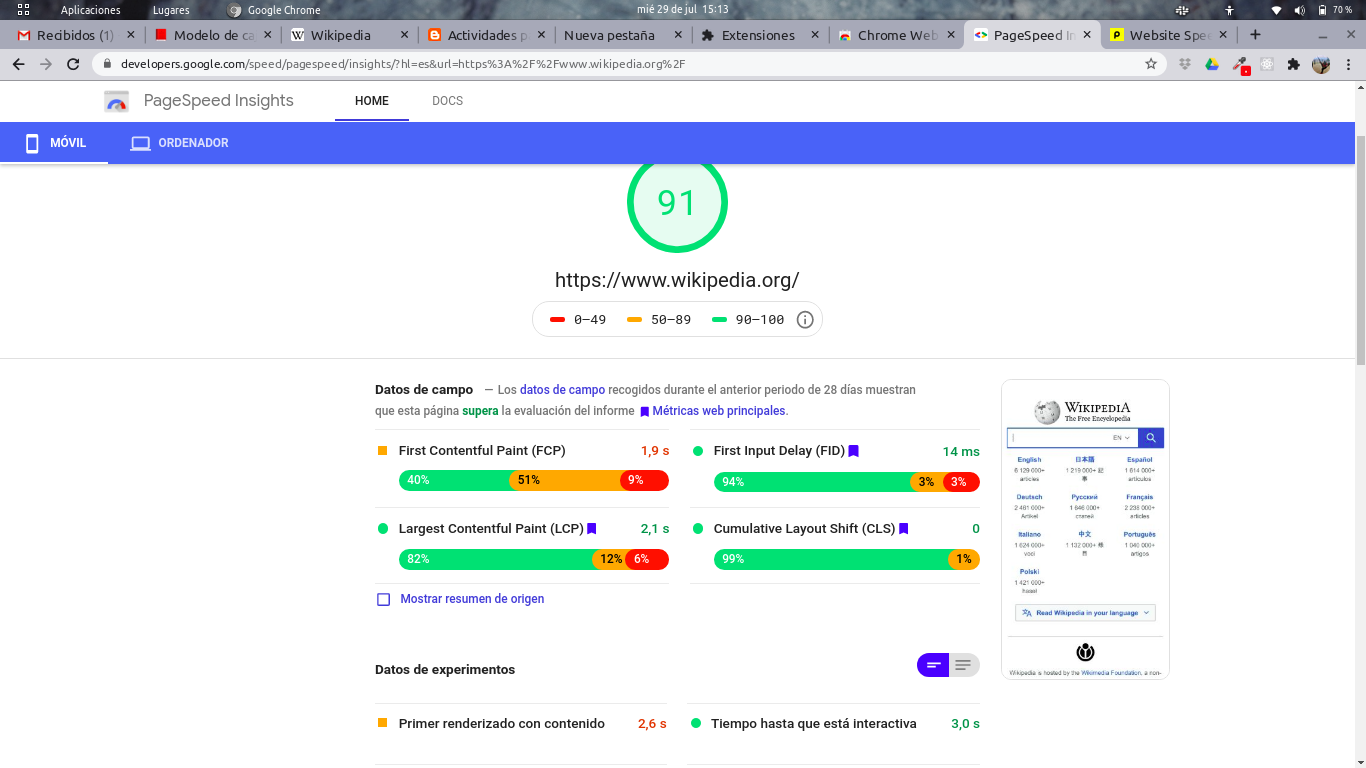 Aplicaciones Lugares Google Chrome mié 29 de jul 15:13 70 %
Recibidos (1) Modelo de ca Wikipedia Actividades p Nueva pestaña Extensiones Chrome Web PageSpeed In Website Spee
developers.google.com/speed/pagespeed/insights/?hl=es&url=https%3A%2F%2Fwww.wikipedia.org%2F
PageSpeed Insights HOME DOCS
MÓVIL ORDENADOR
91
https://www.wikipedia.org/
0–49 50–89 90–100
Datos de campo — Los datos de campo recogidos durante el anterior periodo de 28 días muestran
que esta página supera la evaluación del informe Métricas web principales.
First Contentful Paint (FCP) 1,9 s
40% 51% 9%
First Input Delay (FID) 14 ms
94% 3% 3%
Largest Contentful Paint (LCP) 2,1 s
82% 12% 6%
Cumulative Layout Shift (CLS) 0
99% 1%
Mostrar resumen de origen
Datos de experimentos
Primer renderizado con contenido 2,6 s
Tiempo hasta que está interactiva 3,0 s
WIKIPEDIA
The Free Encyclopedia
EN
English 日本語 Español
6 129 000+ 1 219 000+ 記 1 614 000+
articles 事 artículos
Deutsch Русский Français
2 481 000+ 1 646 000+ 2 238 000+
Artikel статей articles
Italiano 中文 Português
1 624 000+ 1 132 000+ 條 1 040 000+
voci 目 artigos
Polski
1 421 000+
haseł
Read Wikipedia in your language
Wikipedia is hosted by the Wikimedia Foundation, a non-